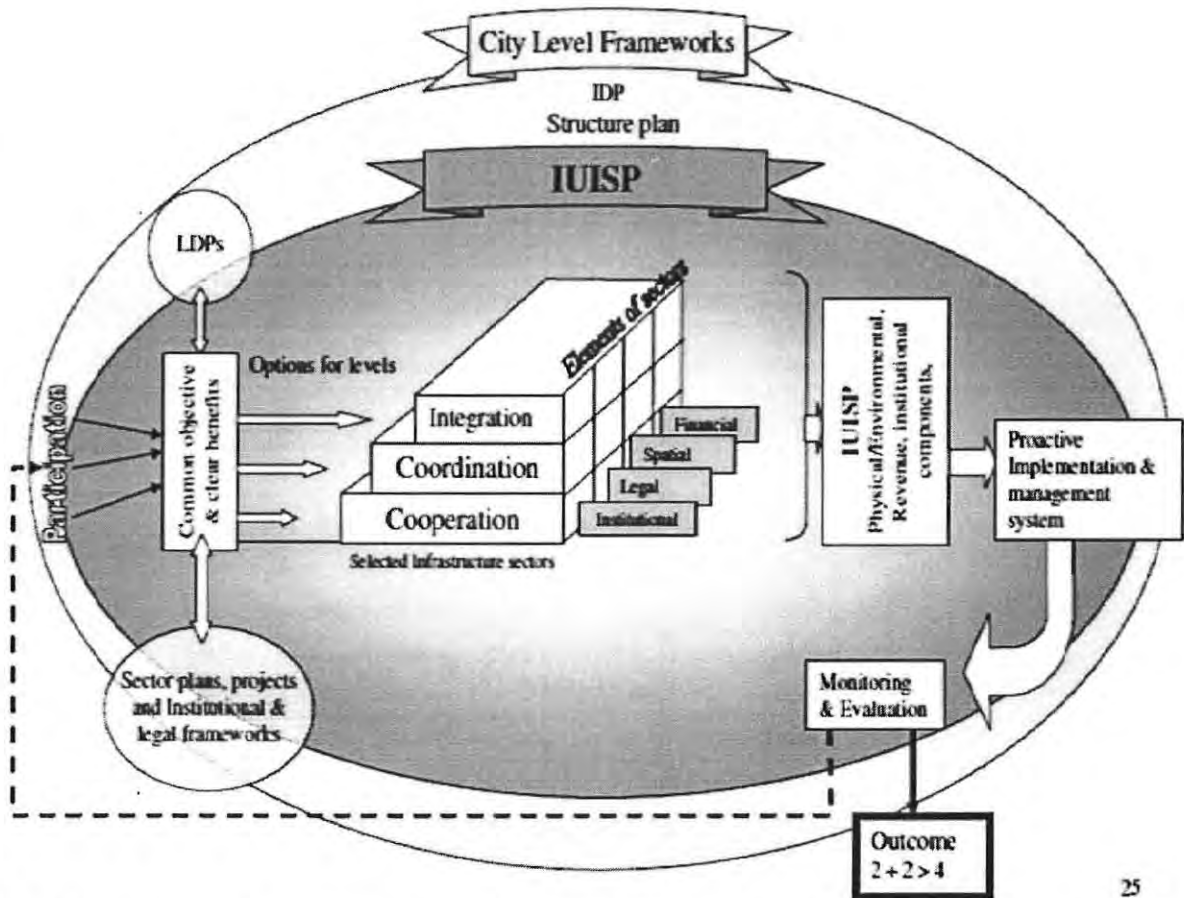 City Level Frameworks
IDP
Structure plan
IUISP
LDPs
Participation
Common objective
& clear benefits
Options for levels
Elements of sectors
Integration
Coordination
Cooperation
Financial
Spatial
Legal
Institutional
Selected Infrastructure sectors
IUISP
Physical/Environmental,
Revenue, institutional
components,
Proactive
Implementation &
management
system
Sector plans, projects
and Institutional &
legal frameworks
Monitoring
& Evaluation
Outcome
2 + 2 > 4
25